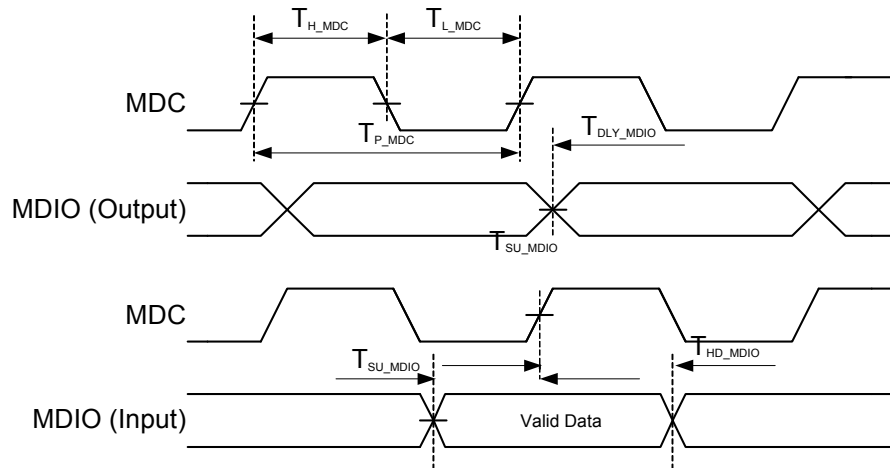 T_H_MDC T_L_MDC
MDC
T_P_MDC
T_DLY_MDIO
MDIO (Output)
T_SU_MDIO
MDC
T_SU_MDIO
T_HD_MDIO
MDIO (Input)
Valid Data